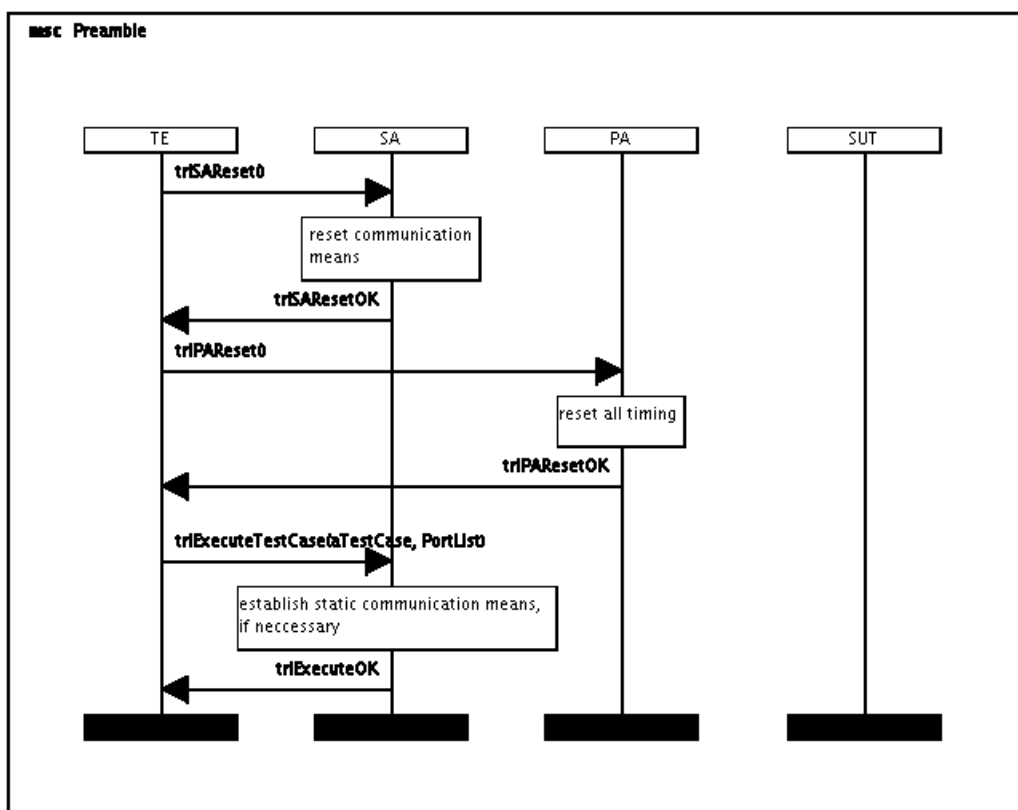 msc Preamble
TE
SA
PA
SUT
triSAReset()
reset communication
means
triSAResetOK
triPAReset()
reset all timing
triPAResetOK
triExecuteTestCase(aTestCase, PortList)
establish static communication means,
if neccessary
triExecuteOK